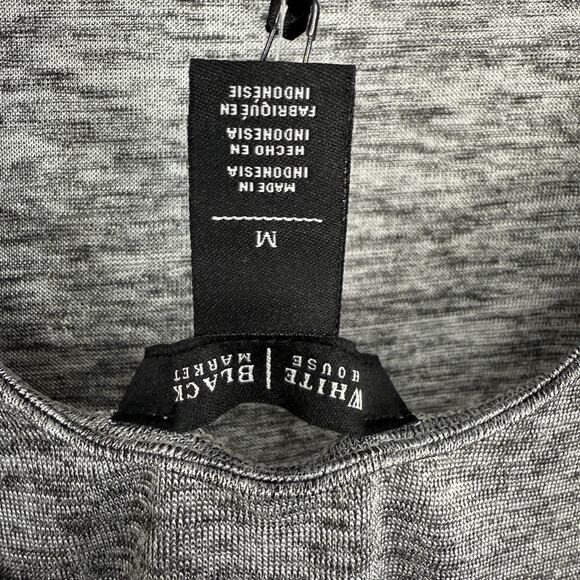 WHITE | BLACK
HOUSE | MARKET
M
MADE IN
INDONESIA
HECHO EN
INDONESIA
FABRIQUÉ EN
INDONÉSIE